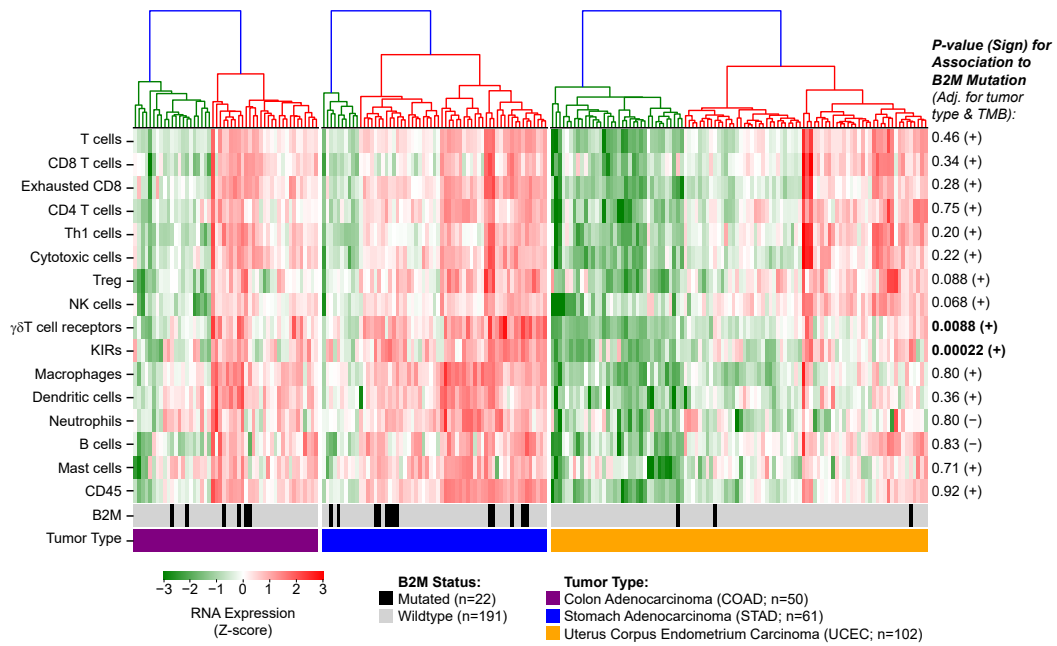 P-value (Sign) for
Association to
B2M Mutation
(Adj. for tumor
type & TMB):
T cells 0.46 (+)
CD8 T cells 0.34 (+)
Exhausted CD8 0.28 (+)
CD4 T cells 0.75 (+)
Th1 cells 0.20 (+)
Cytotoxic cells 0.22 (+)
Treg 0.088 (+)
NK cells 0.068 (+)
γδT cell receptors 0.0088 (+)
KIRs 0.00022 (+)
Macrophages 0.80 (+)
Dendritic cells 0.36 (+)
Neutrophils 0.80 (−)
B cells 0.83 (−)
Mast cells 0.71 (+)
CD45 0.92 (+)
B2M
Tumor Type
−3 −2 −1 0 1 2 3
RNA Expression
(Z-score)
B2M Status:
Mutated (n=22)
Wildtype (n=191)
Tumor Type:
Colon Adenocarcinoma (COAD; n=50)
Stomach Adenocarcinoma (STAD; n=61)
Uterus Corpus Endometrium Carcinoma (UCEC; n=102)